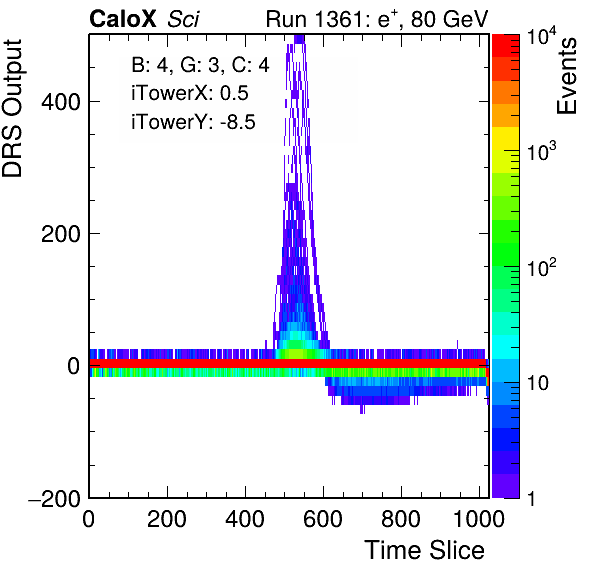 CaloX Sci
Run 1361: e+, 80 GeV
B: 4, G: 3, C: 4
iTowerX: 0.5
iTowerY: -8.5
DRS Output
400
200
0
−200
0 200 400 600 800 1000
Time Slice
10^4
10^3
10^2
10
1
Events